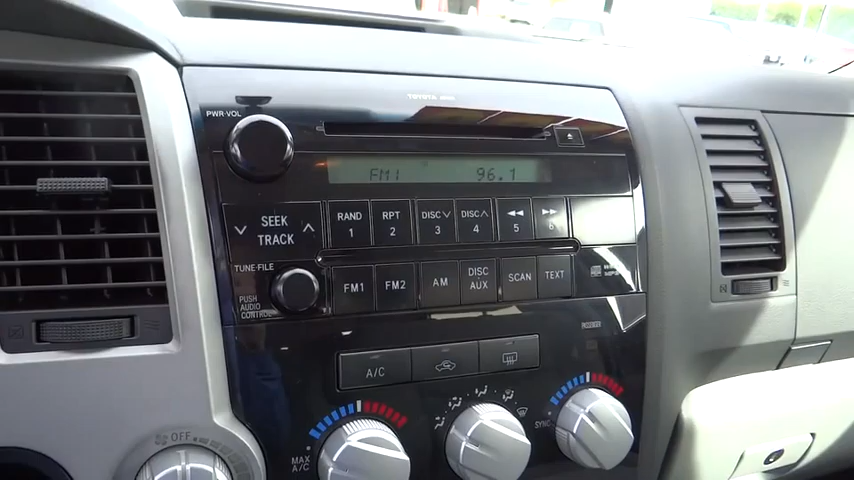 TOYOTA
PWR·VOL
FM1 96.1
SEEK
TRACK
RAND
1
RPT
2
DISC
3
DISC
4
5
6
TUNE·FILE
PUSH
AUDIO
CONTROL
FM1
FM2
AM
DISC
AUX
SCAN
TEXT
A/C
MAX
A/C
SYNC
OFF